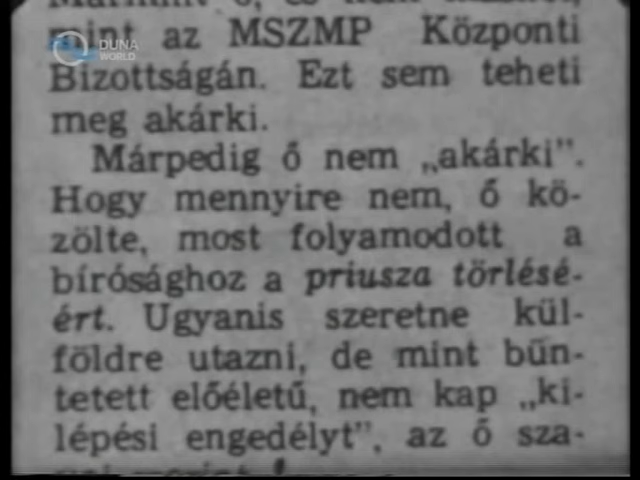 mint az MSZMP Központi
DUNA
WORLD
Bizottságán. Ezt sem teheti
meg akárki.
Márpedig ő nem „akárki".
Hogy mennyire nem, ő kö-
zölte, most folyamodott a
bírósághoz a priusza törlésé-
ért. Ugyanis szeretne kül-
földre utazni, de mint bűn-
tetett előéletű, nem kap „ki-
lépési engedélyt", az ő sza-